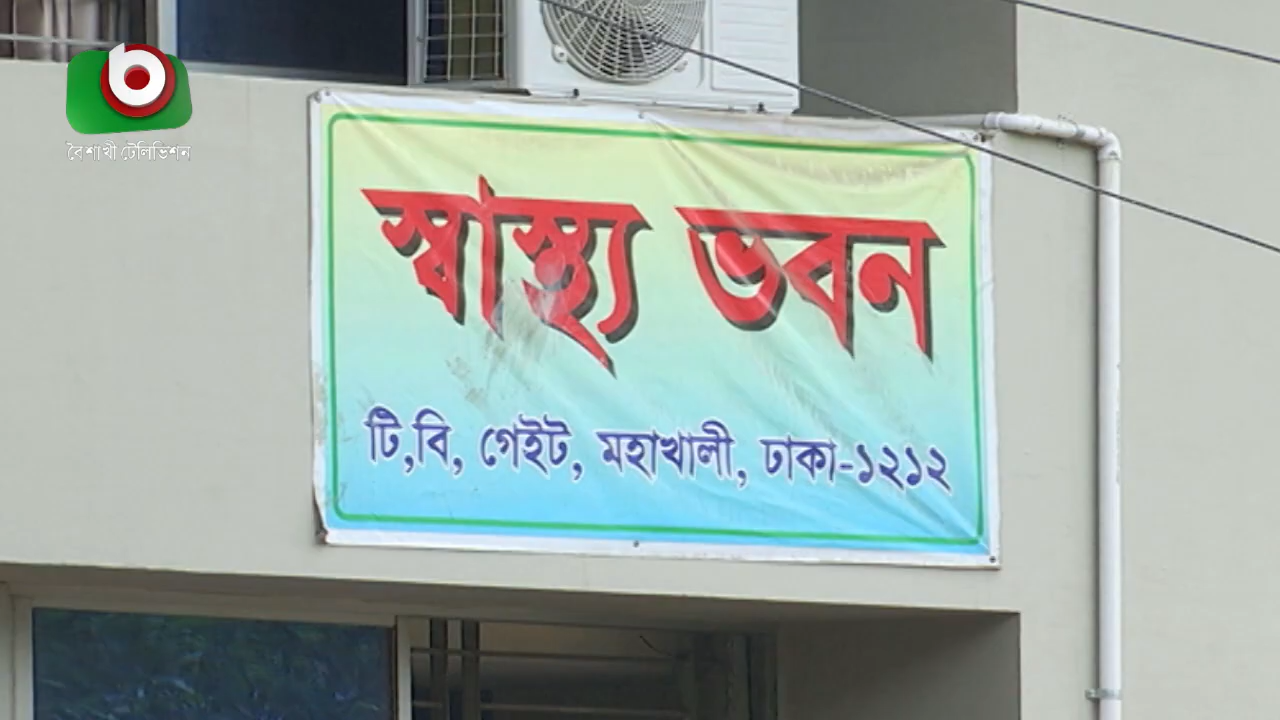 বৈশাখী টেলিভিশন
স্বাস্থ্য ভবন
টি,বি, গেইট, মহাখালী, ঢাকা-১২১২